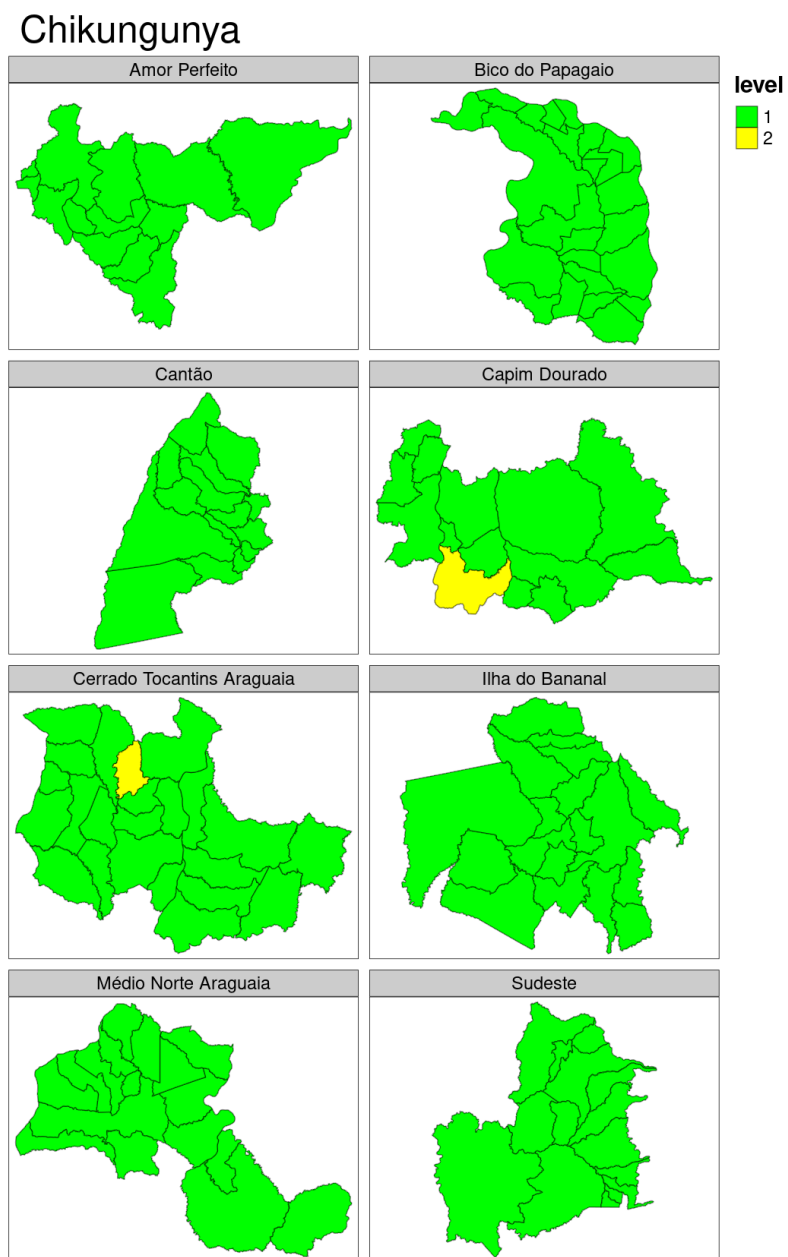 Chikungunya
Amor Perfeito
Bico do Papagaio
level
1
2
Cantão
Capim Dourado
Cerrado Tocantins Araguaia
Ilha do Bananal
Médio Norte Araguaia
Sudeste